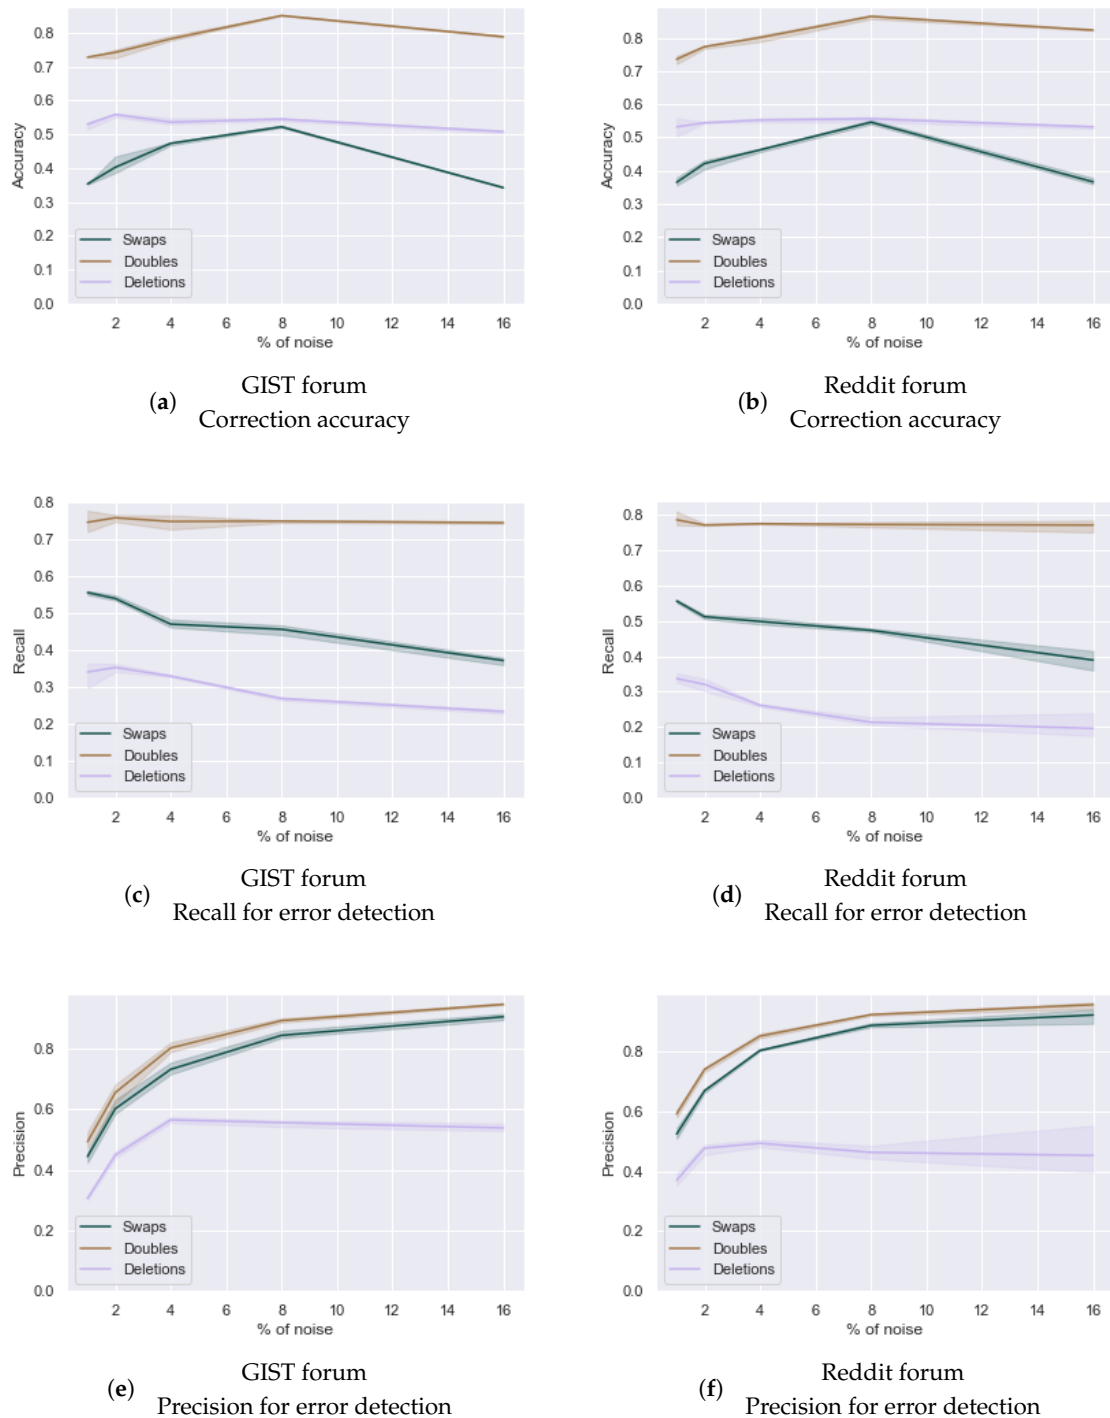 0.8
0.7
0.6
0.5
0.4
0.3
0.2
0.1
0.0
Accuracy
Swaps
Doubles
Deletions
2 4 6 8 10 12 14 16
% of noise
(a) GIST forum
Correction accuracy
0.8
0.7
0.6
0.5
0.4
0.3
0.2
0.1
0.0
Accuracy
Swaps
Doubles
Deletions
2 4 6 8 10 12 14 16
% of noise
(b) Reddit forum
Correction accuracy
0.8
0.7
0.6
0.5
0.4
0.3
0.2
0.1
0.0
Recall
Swaps
Doubles
Deletions
2 4 6 8 10 12 14 16
% of noise
(c) GIST forum
Recall for error detection
0.8
0.7
0.6
0.5
0.4
0.3
0.2
0.1
0.0
Recall
Swaps
Doubles
Deletions
2 4 6 8 10 12 14 16
% of noise
(d) Reddit forum
Recall for error detection
0.8
0.6
0.4
0.2
0.0
Precision
Swaps
Doubles
Deletions
2 4 6 8 10 12 14 16
% of noise
(e) GIST forum
Precision for error detection
0.8
0.6
0.4
0.2
0.0
Precision
Swaps
Doubles
Deletions
2 4 6 8 10 12 14 16
% of noise
(f) Reddit forum
Precision for error detection